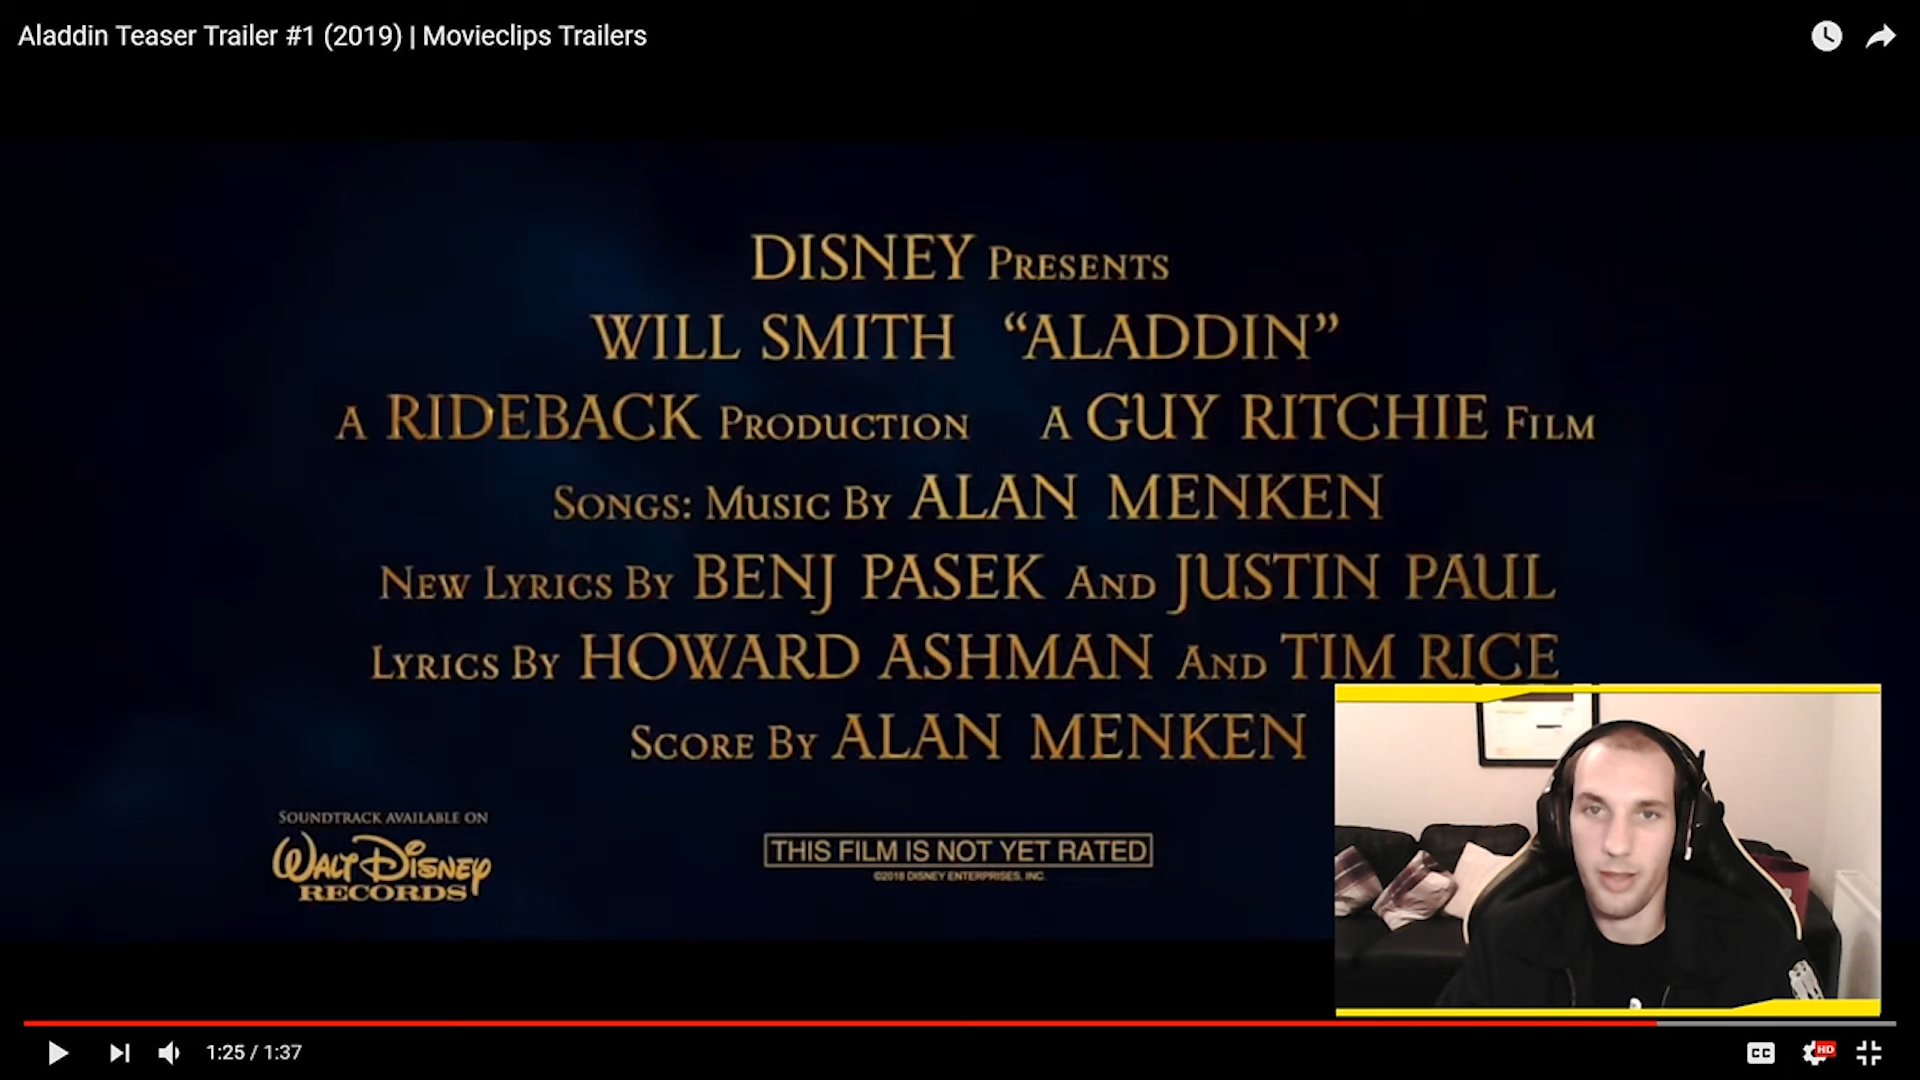 Aladdin Teaser Trailer #1 (2019) | Movieclips Trailers
DISNEY PRESENTS
WILL SMITH “ALADDIN”
A RIDEBACK PRODUCTION A GUY RITCHIE FILM
SONGS: MUSIC BY ALAN MENKEN
NEW LYRICS BY BENJ PASEK AND JUSTIN PAUL
LYRICS BY HOWARD ASHMAN AND TIM RICE
SCORE BY ALAN MENKEN
SOUNDTRACK AVAILABLE ON
WALT DISNEY
RECORDS
THIS FILM IS NOT YET RATED
©2018 DISNEY ENTERPRISES, INC.
1:25 / 1:37
CC
HD